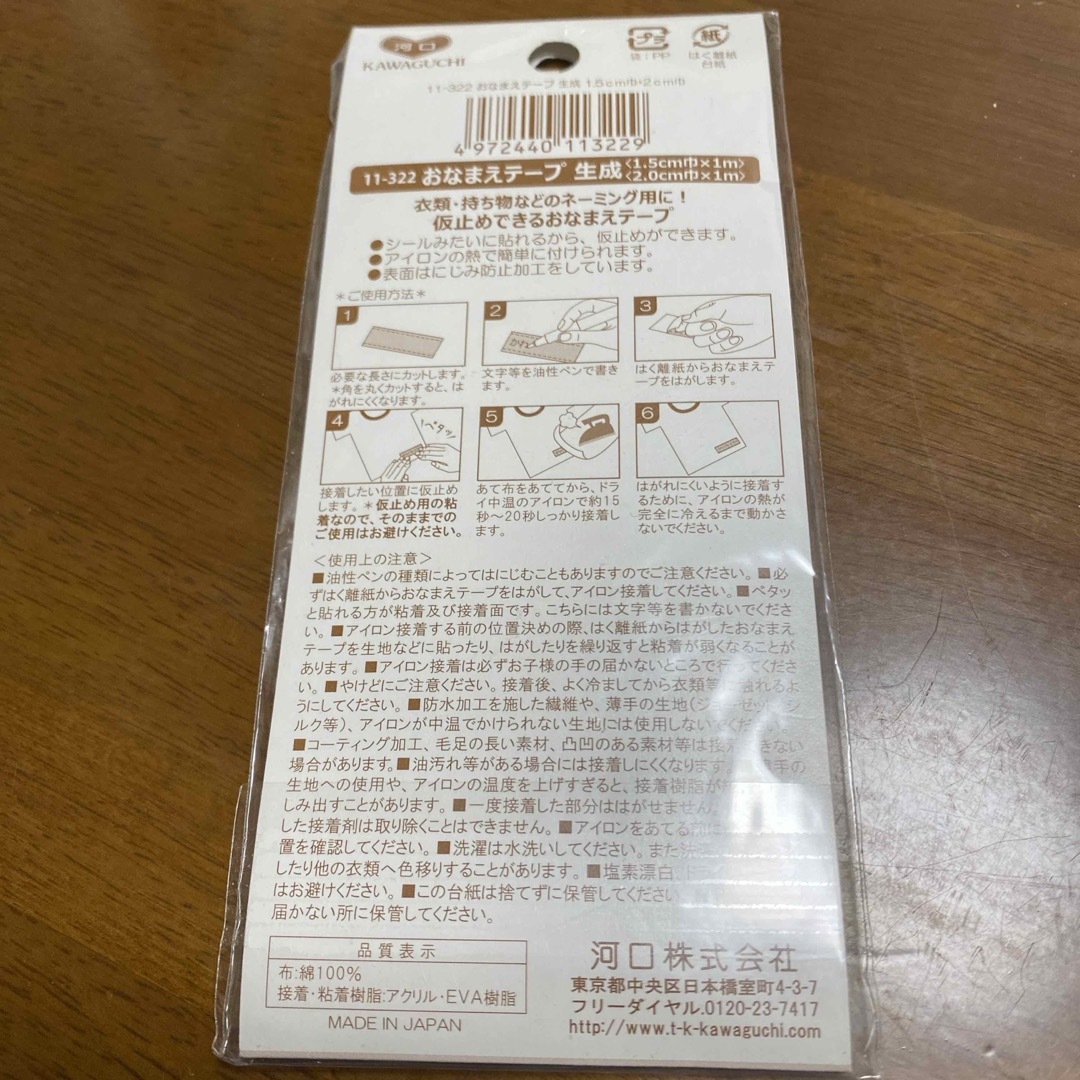 河口
KAWAGUCHI
プラ
袋:PP
紙
はく離紙
台紙
11-322 おなまえテープ 生成 1.5cm巾・2cm巾
4 972440 113229
11-322 おなまえテープ 生成 〈1.5cm巾×1m〉
〈2.0cm巾×1m〉
衣類・持ち物などのネーミング用に!
仮止めできるおなまえテープ
●シールみたいに貼れるから、仮止めができます。
●アイロンの熱で簡単に付けられます。
●表面はにじみ防止加工をしています。
＊ご使用方法＊
1
必要な長さにカットします。
＊角を丸くカットすると、は
がれにくくなります。
2
文字等を油性ペンで書き
ます。
3
はく離紙からおなまえテ
ープをはがします。
4
ペタッ
接着したい位置に仮止め
します。＊仮止め用の粘
着なので、そのままでの
ご使用はお避けください。
5
あて布をあててから、ドラ
イ中温のアイロンで約15
秒～20秒しっかり接着し
ます。
6
はがれにくいように接着す
るために、アイロンの熱が
完全に冷えるまで動かさ
ないでください。
＜使用上の注意＞
■油性ペンの種類によってはにじむこともありますのでご注意ください。■必
ずはく離紙からおなまえテープをはがして、アイロン接着してください。■ペタッ
と貼れる方が粘着及び接着面です。こちらには文字等を書かないでくださ
い。■アイロン接着する前の位置決めの際、はく離紙からはがしたおなまえ
テープを生地などに貼ったり、はがしたりを繰り返すと粘着が弱くなることが
あります。■アイロン接着は必ずお子様の手の届かないところで行ってくださ
い。■やけどにご注意ください。接着後、よく冷ましてから衣類等に触れるよ
うにしてください。■防水加工を施した繊維や、薄手の生地(ジョーゼット、シ
ルク等)、アイロンが中温でかけられない生地には使用しないでください。
■コーティング加工、毛足の長い素材、凸凹のある素材等は接着できない
場合があります。■油汚れ等がある場合には接着しにくくなります。手の
生地への使用や、アイロンの温度を上げすぎると、接着樹脂が
しみ出すことがあります。■一度接着した部分ははがせません
した接着剤は取り除くことはできません。■アイロンをあてる前に
置を確認してください。■洗濯は水洗いしてください。また
したり他の衣類へ色移りすることがあります。■塩素漂白、
はお避けください。■この台紙は捨てずに保管してください。
届かない所に保管してください。
品質表示
布:綿100%
接着・粘着樹脂:アクリル・EVA樹脂
MADE IN JAPAN
河口株式会社
東京都中央区日本橋室町4-3-7
フリーダイヤル.0120-23-7417
http://www.t-k-kawaguchi.com